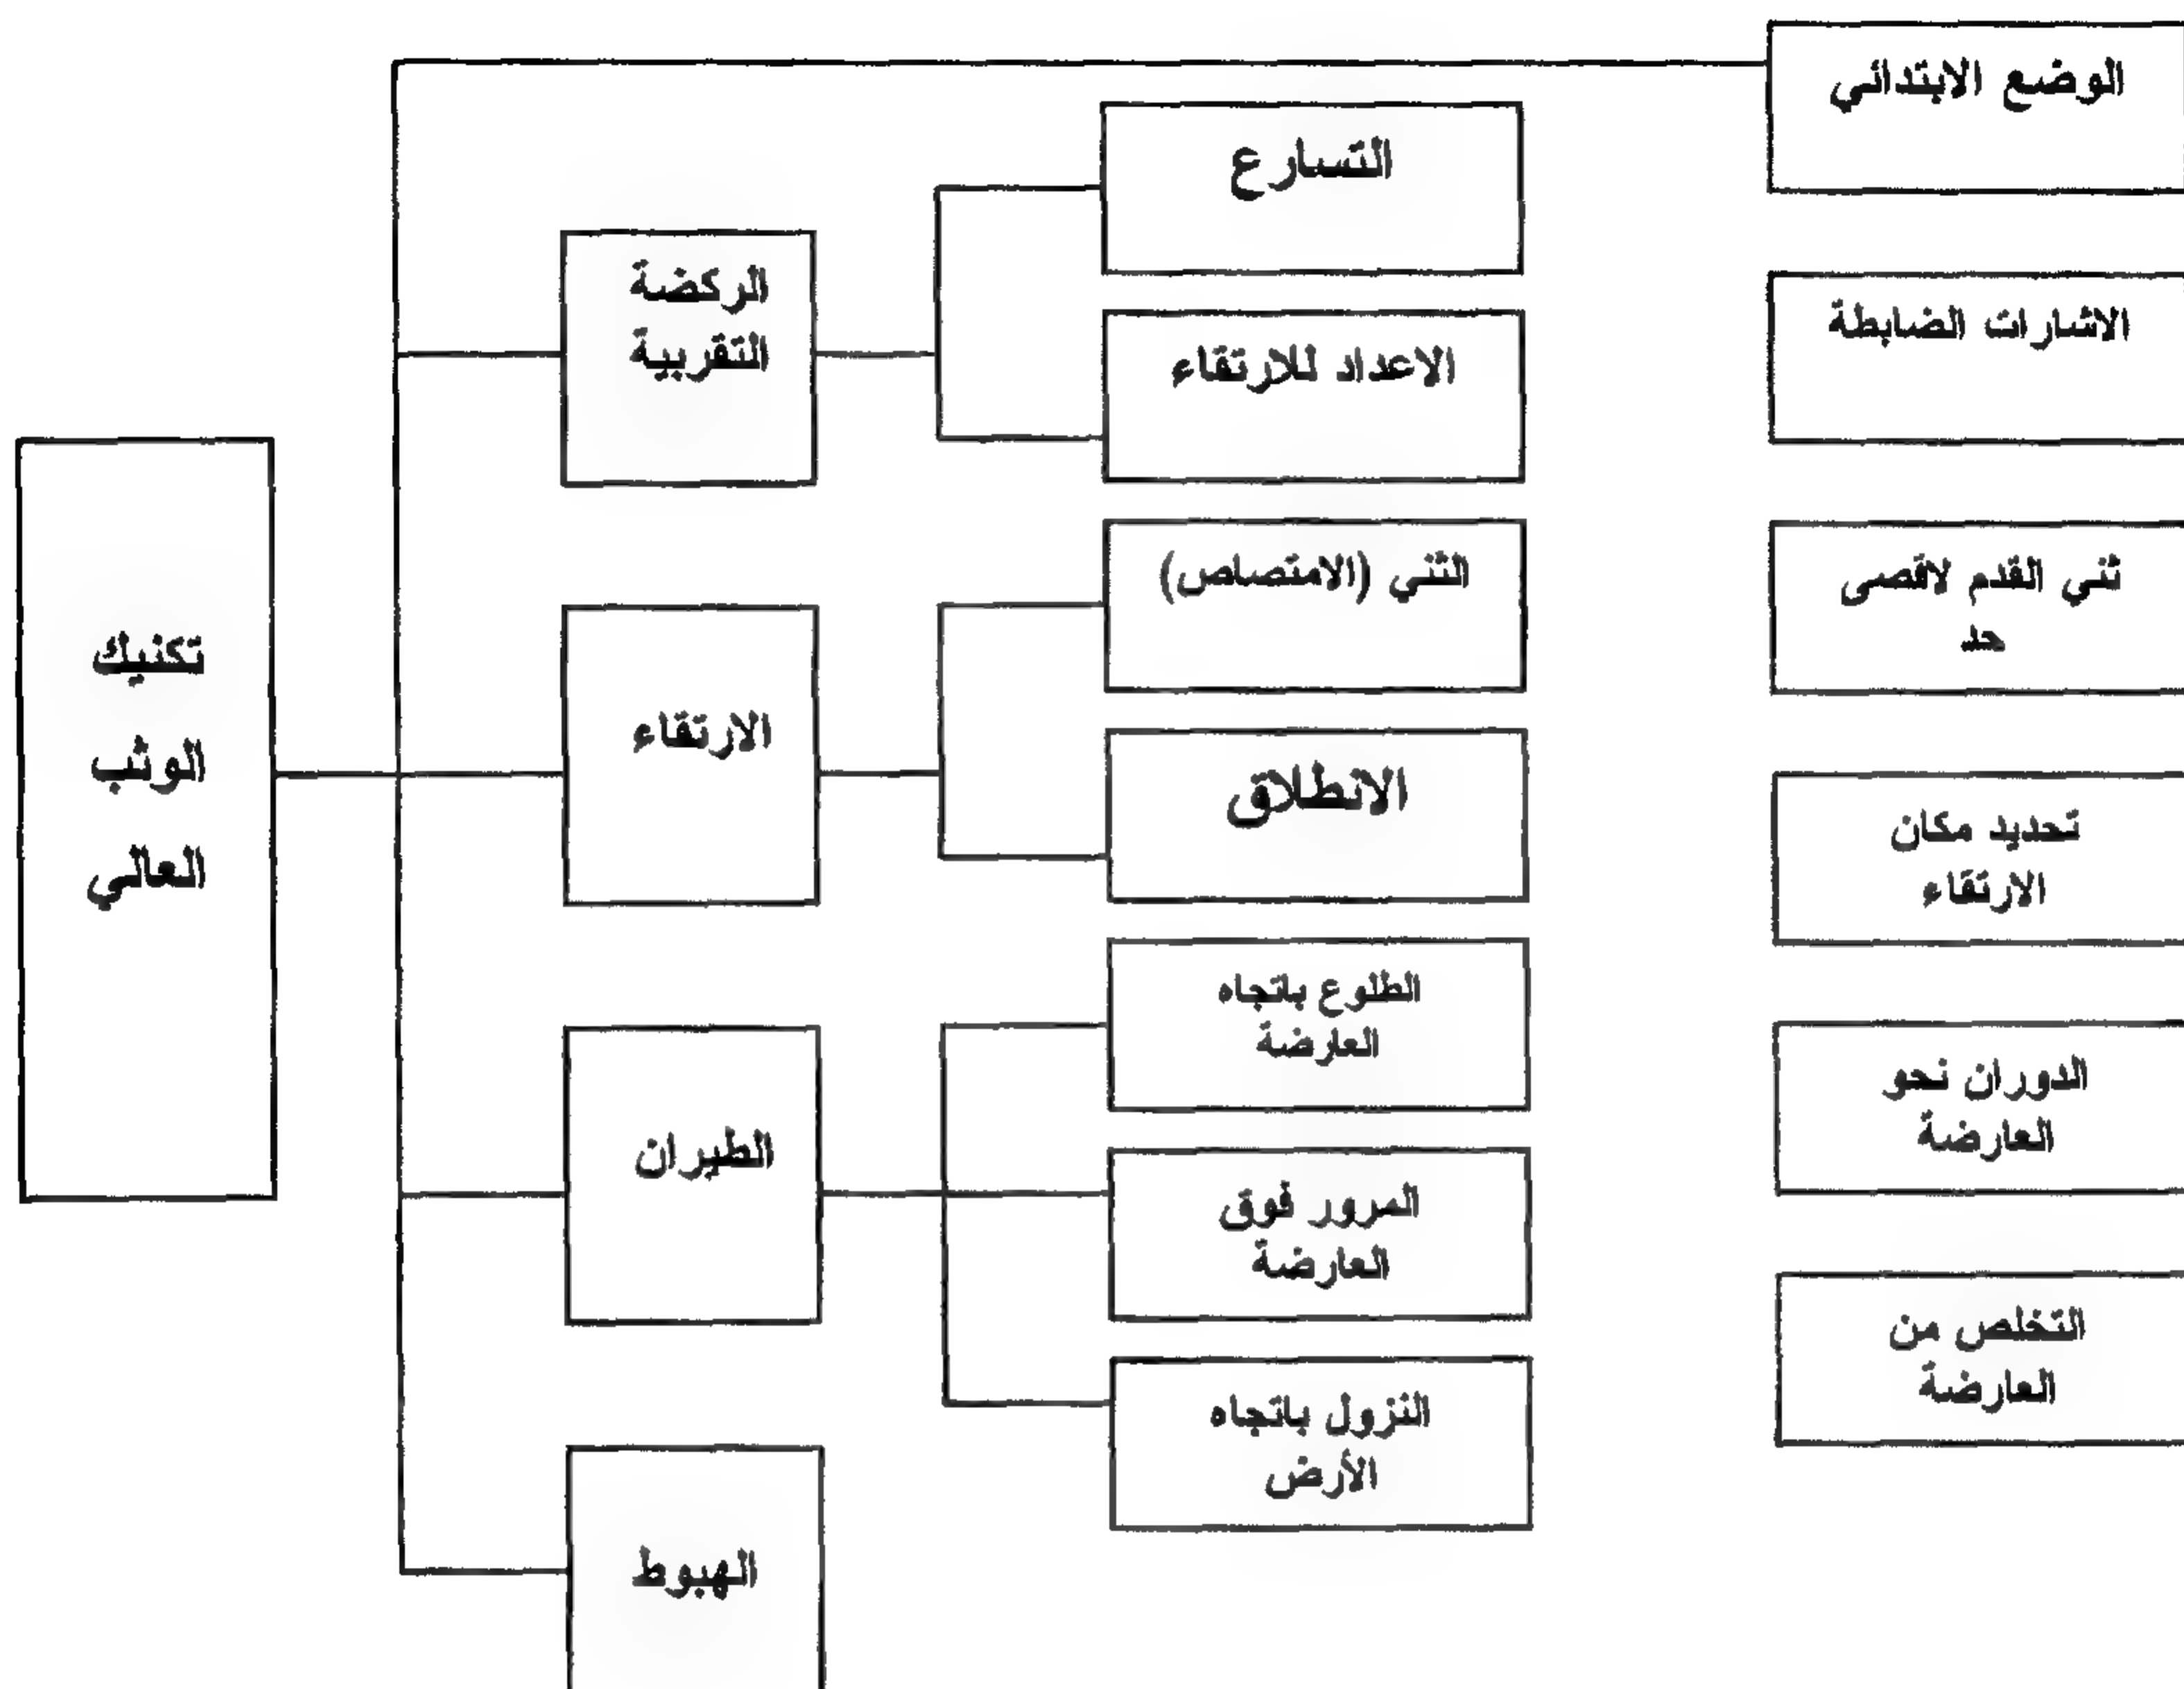 الوضع الابتدائي
التسارع
الركضة
التقربية
الاعداد للارتقاء
الاشارات الضابطة
الثني (الامتصاص)
ثني القدم لاقصى
حد
تكنيك
الوثب
العالي
الارتقاء
الانطلاق
تحديد مكان
الارتقاء
الطلوع باتجاه
العارضة
الطيران
الدوران نحو
العارضة
المرور فوق
العارضة
التخلص من
العارضة
النزول باتجاه
الأرض
الهبوط